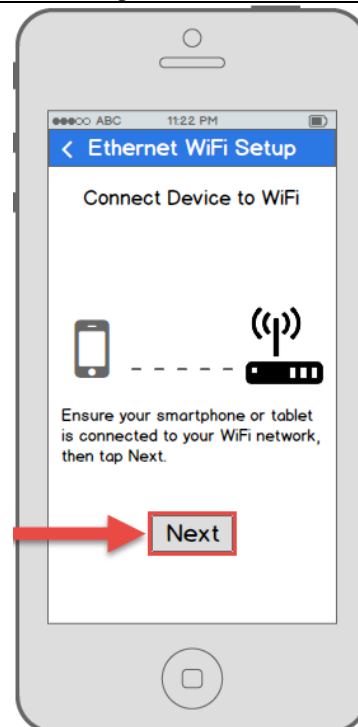 ABC 11:22 PM
< Ethernet WiFi Setup
Connect Device to WiFi
Ensure your smartphone or tablet
is connected to your WiFi network,
then tap Next.
Next